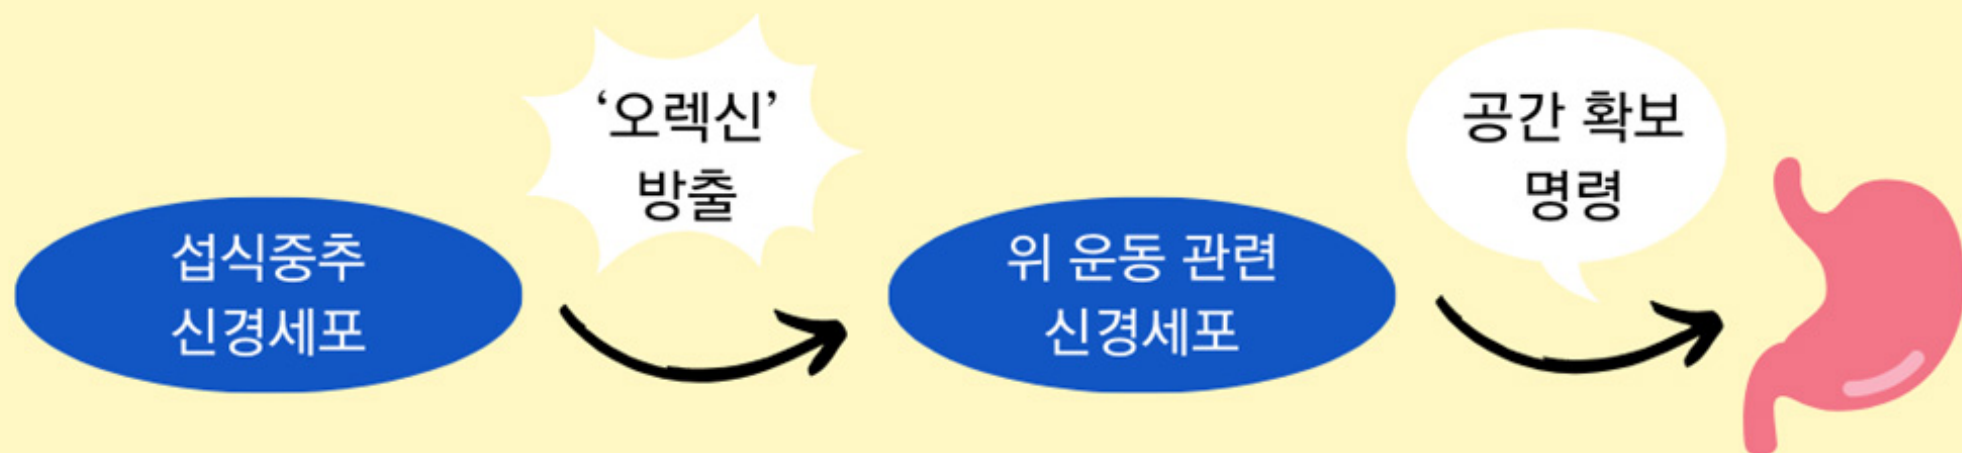 섭식중추
신경세포
‘오렉신’
방출
위 운동 관련
신경세포
공간 확보
명령